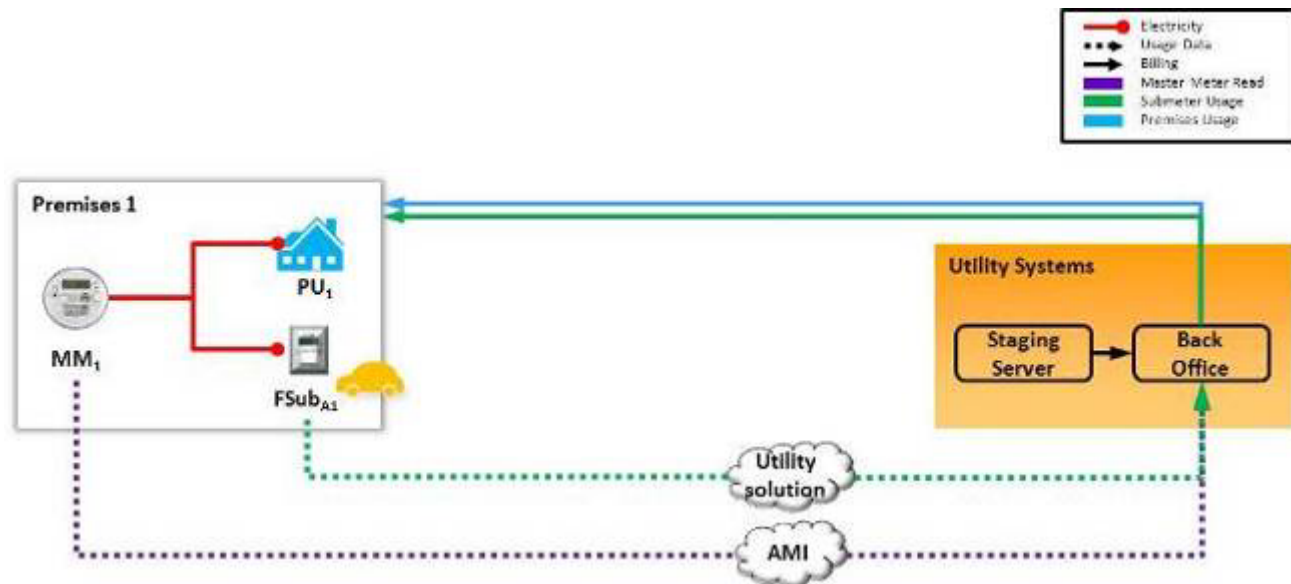 Electricity
Usage Data
Billing
Master Meter Read
Submeter Usage
Premises Usage
Premises 1
PU1
MM1
FSubA1
Utility Systems
Staging
Server
Back
Office
Utility
solution
AMI